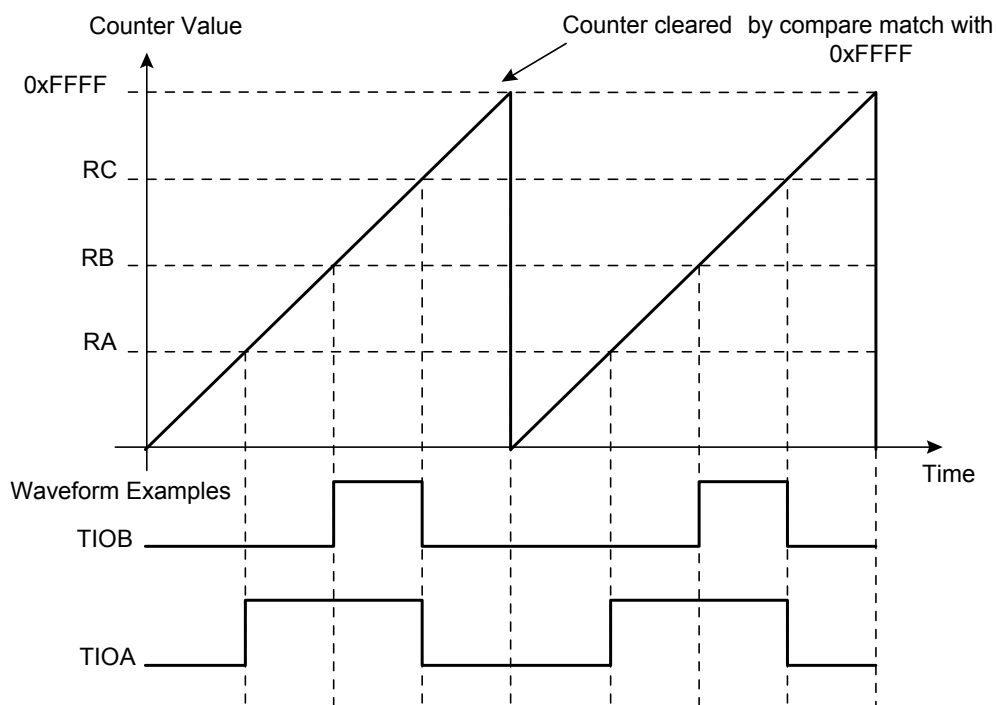 Counter Value
Counter cleared by compare match with
0xFFFF
0xFFFF
RC
RB
RA
Time
Waveform Examples
TIOB
TIOA